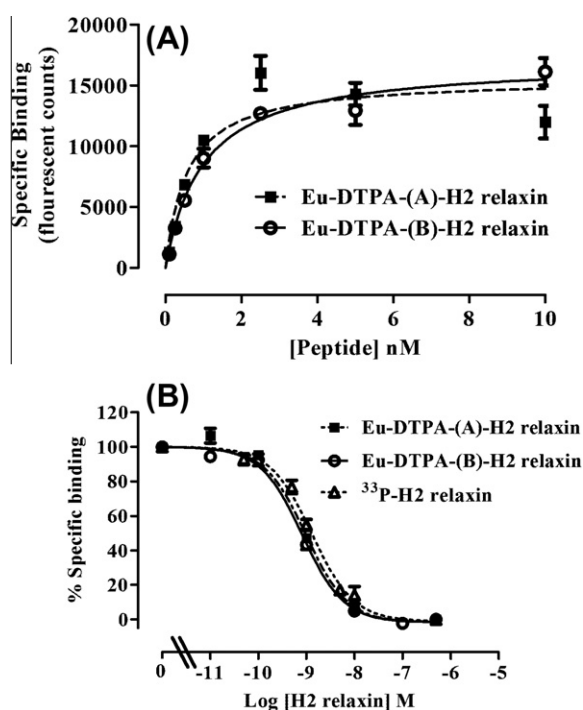 (A)
20000
15000
10000
5000
0
Specific Binding
(flourescent counts)
Eu-DTPA-(A)-H2 relaxin
Eu-DTPA-(B)-H2 relaxin
0 2 4 6 8 10
[Peptide] nM
(B)
120
100
80
60
40
20
0
% Specific binding
Eu-DTPA-(A)-H2 relaxin
Eu-DTPA-(B)-H2 relaxin
³³P-H2 relaxin
0 -11 -10 -9 -8 -7 -6 -5
Log [H2 relaxin] M